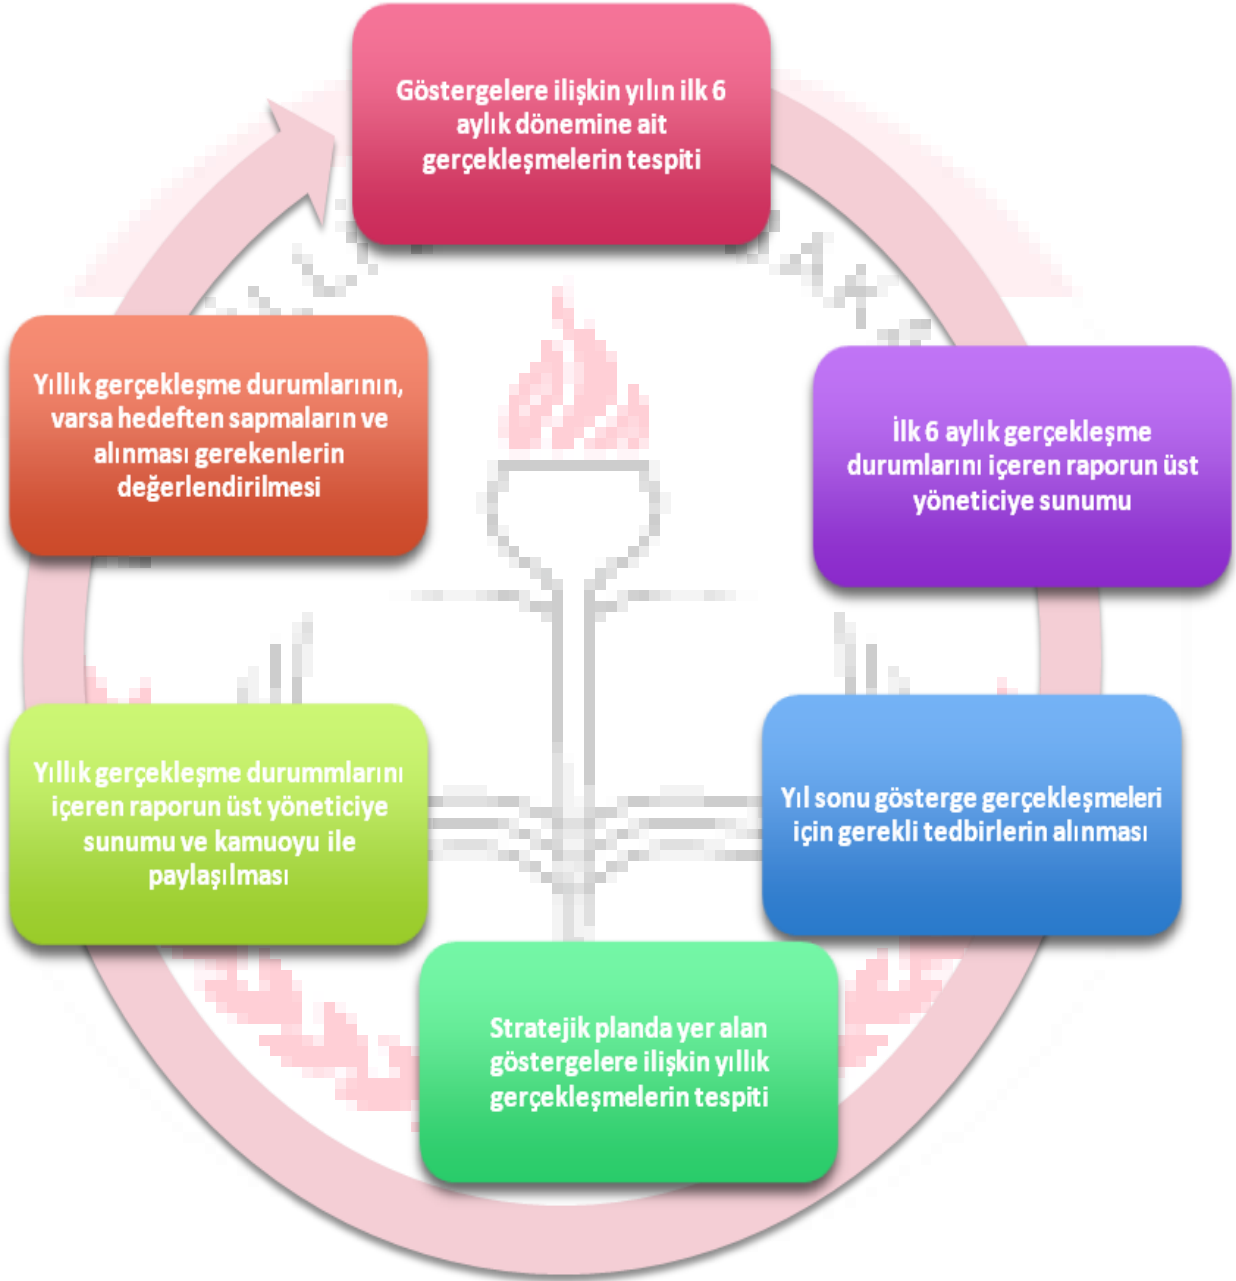 Göstergelere ilişkin yılın ilk 6
aylık dönemine ait
gerçekleşmelerin tespiti
İlk 6 aylık gerçekleşme
durumlarını içeren raporun üst
yöneticiye sunumu
Yıl sonu gösterge gerçekleşmeleri
için gerekli tedbirlerin alınması
Stratejik planda yer alan
göstergelere ilişkin yıllık
gerçekleşmelerin tespiti
Yıllık gerçekleşme durummlarını
içeren raporun üst yöneticiye
sunumu ve kamuoyu ile
paylaşılması
Yıllık gerçekleşme durumlarının,
varsa hedeften sapmaların ve
alınması gerekenlerin
değerlendirilmesi